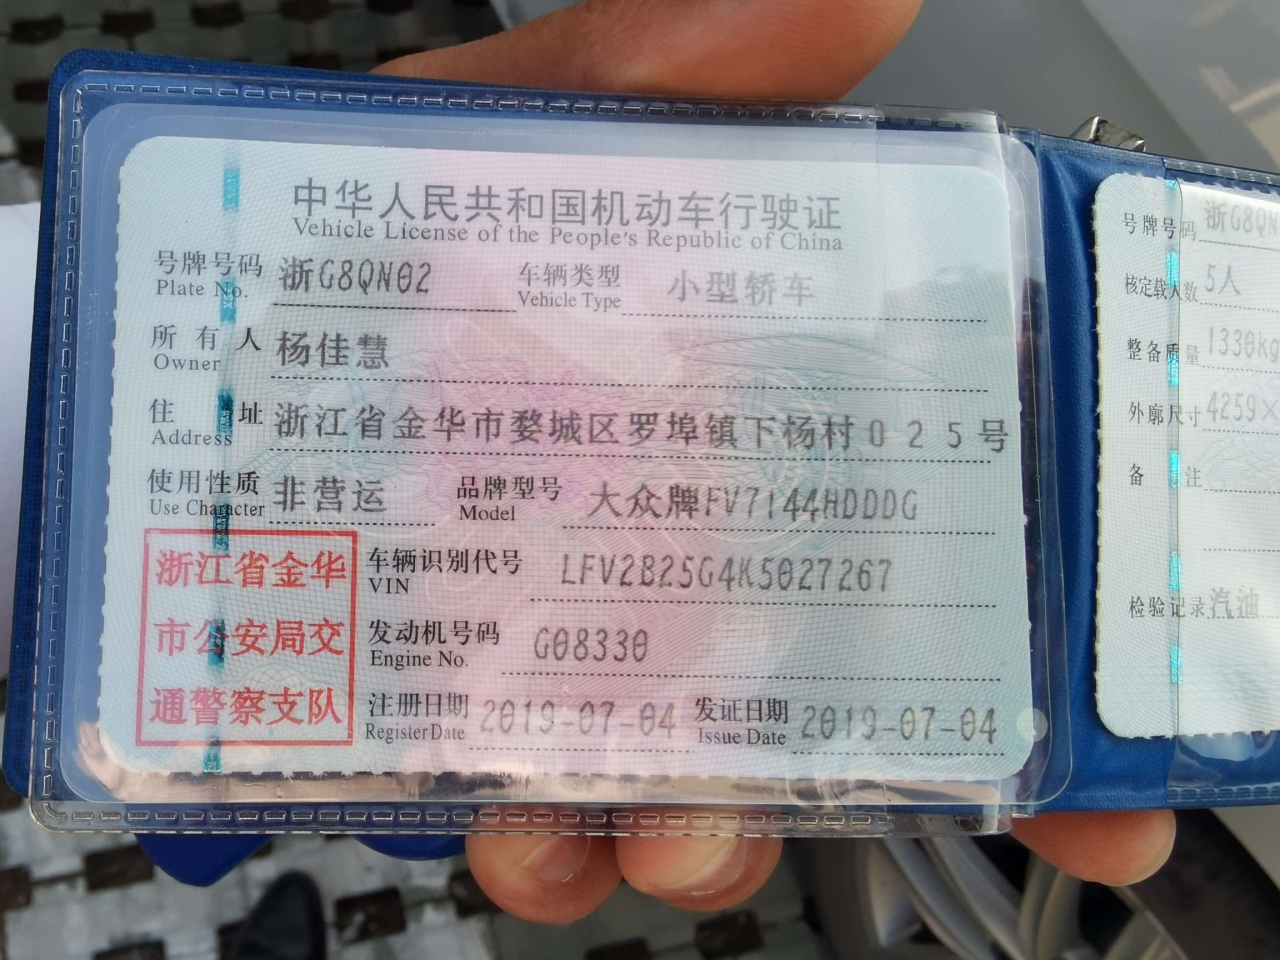 中华人民共和国机动车行驶证
Vehicle License of the People's Republic of China
号牌号码 浙G8QN02 车辆类型 小型轿车
Plate No. Vehicle Type
所有人 杨佳慧
Owner
住址 浙江省金华市婺城区罗埠镇下杨村025号
Address
使用性质 非营运 品牌型号 大众牌FV7144HDDDG
Use Character Model
浙江省金华
市公安局交
通警察支队
车辆识别代号 LFV2B25G4K5027267
VIN
发动机号码 G08330
Engine No.
注册日期 2019-07-04 发证日期 2019-07-04
Register Date Issue Date
号牌号码 浙G8QN
核定载人数 5人
整备质量 1330kg
外廓尺寸 4259×
备注
检验记录 汽油